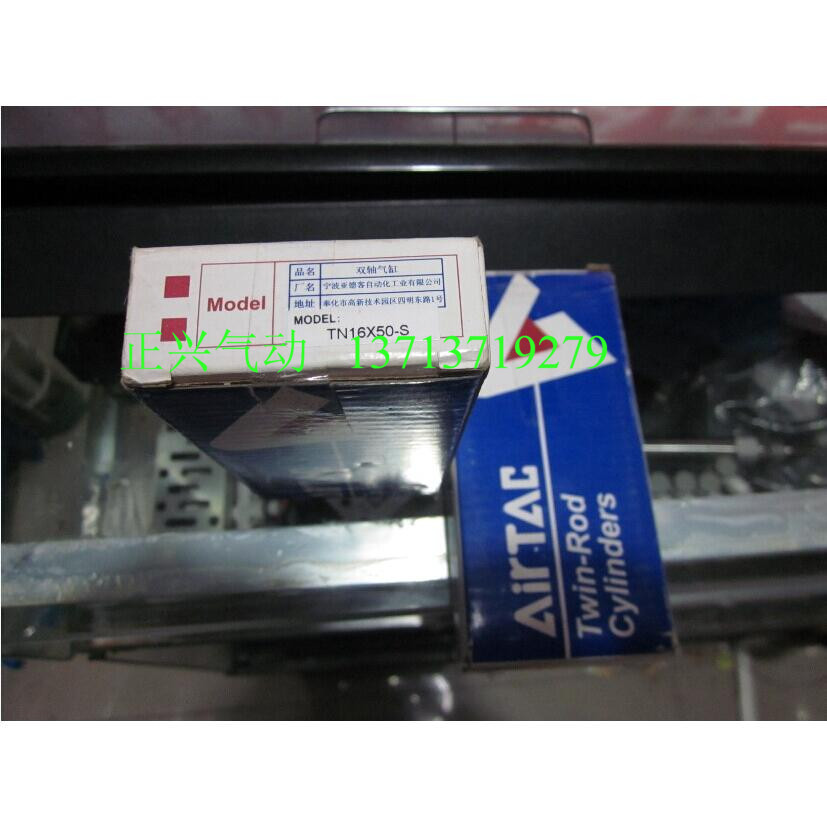 品名 双轴气缸
厂名 宁波亚德客自动化工业有限公司
地址 奉化市高新技术园区四明东路1号
Model
MODEL:
TN16X50-S
正兴气动 13713719279
AirTAC
Twin-Rod
Cylinders